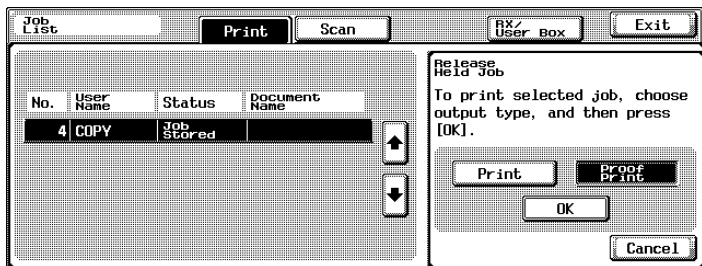 Job
List
Print
Scan
RX/
User Box
Exit
No.
User
Name
Status
Document
Name
4
COPY
Job
Stored
Release
Held Job
To print selected job, choose
output type, and then press
[OK].
Print
Proof
Print
OK
Cancel